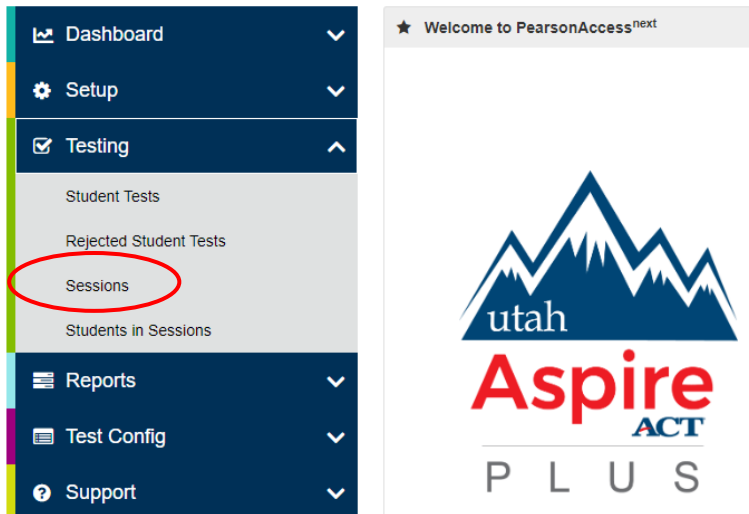 Dashboard
Setup
Testing
Student Tests
Rejected Student Tests
Sessions
Students in Sessions
Reports
Test Config
Support
Welcome to PearsonAccessnext
utah
Aspire
ACT
PLUS